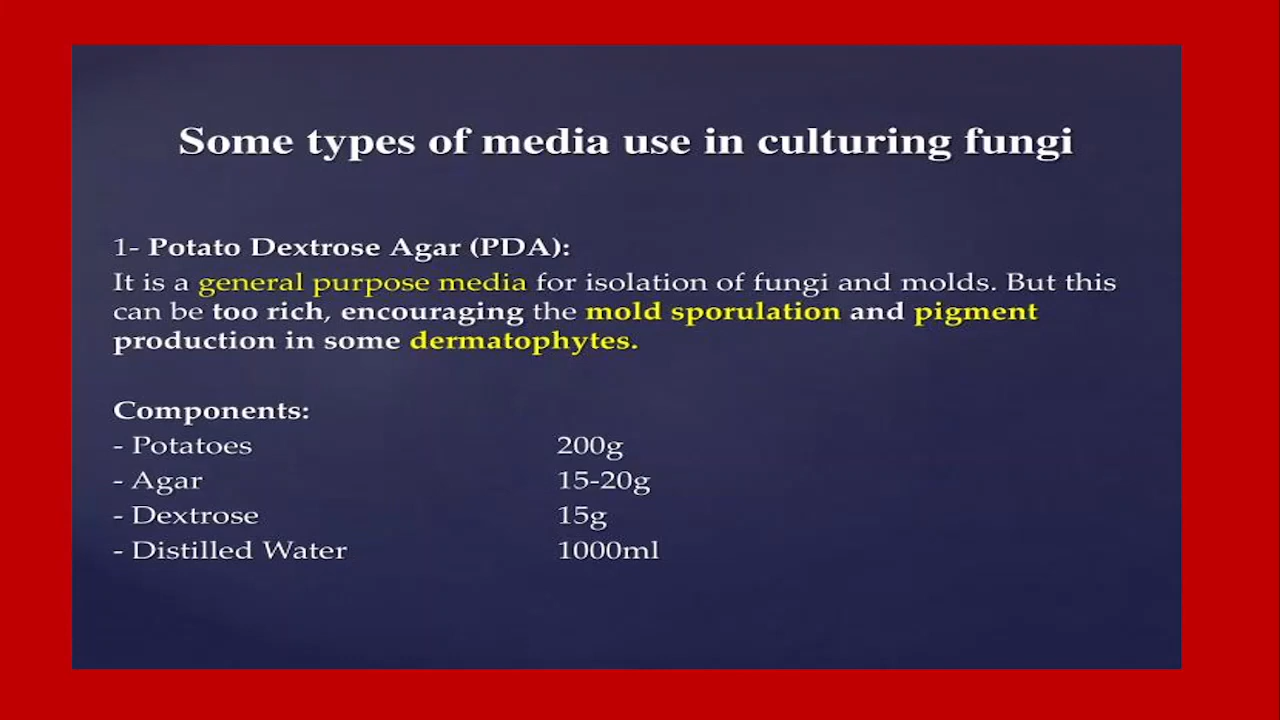 Some types of media use in culturing fungi
1- Potato Dextrose Agar (PDA):
It is a general purpose media for isolation of fungi and molds. But this
can be too rich, encouraging the mold sporulation and pigment
production in some dermatophytes.
Components:
- Potatoes 200g
- Agar 15-20g
- Dextrose 15g
- Distilled Water 1000ml